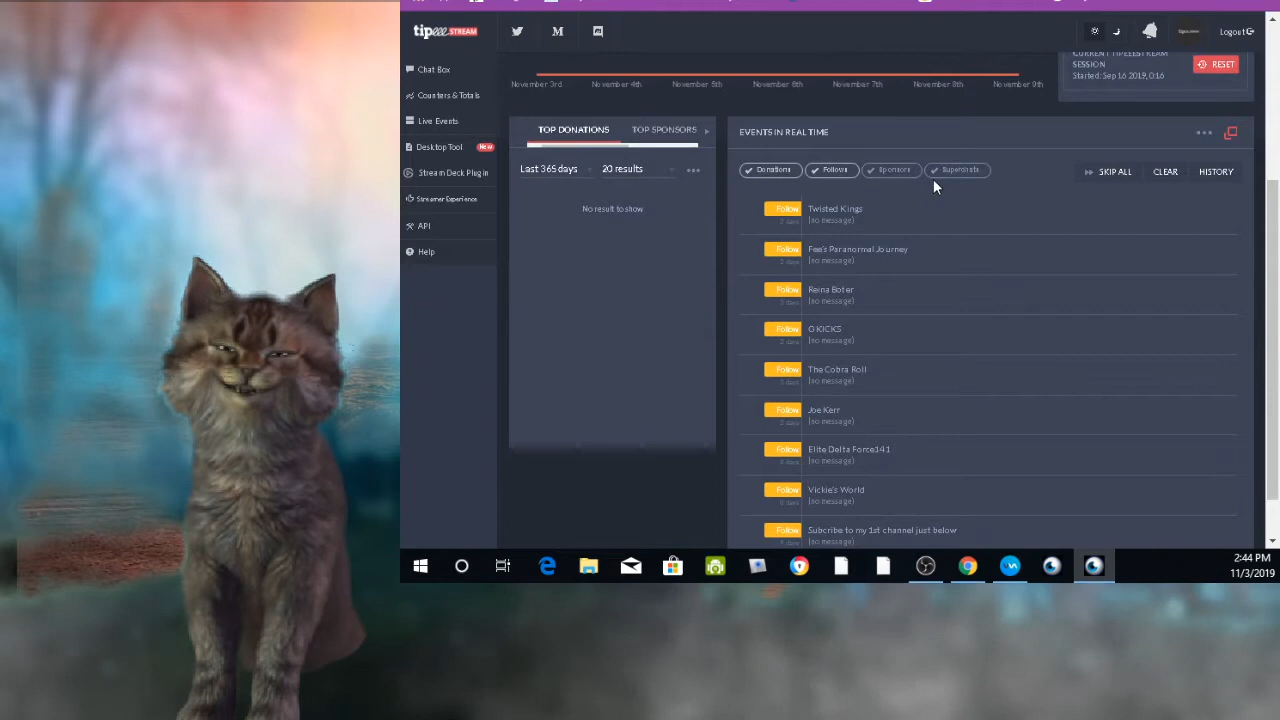 tipeee STREAM
Logout
CURRENT TIPEEESTREAM
SESSION
Started: Sep 16 2019, 0:16
RESET
Chat Box
Counters & Totals
Live Events
Desktop Tool New
Stream Deck Plugin
Streamer Experience
API
Help
November 3rd November 4th November 5th November 6th November 7th November 8th November 9th
TOP DONATIONS TOP SPONSORS
Last 365 days 20 results
No result to show
EVENTS IN REAL TIME
Donations Follows Sponsors Superchats
SKIP ALL CLEAR HISTORY
Follow Twisted Kings
2 days (no message)
Follow Fee's Paranormal Journey
(no message)
Follow Reina Boter
(no message)
Follow GKICKS
(no message)
Follow The Cobra Roll
(no message)
Follow Joe Kerr
(no message)
Follow Elite Delta Force141
(no message)
Follow Vickie's World
(no message)
Follow Subcribe to my 1st channel just below
(no message)
2:44 PM
11/3/2019